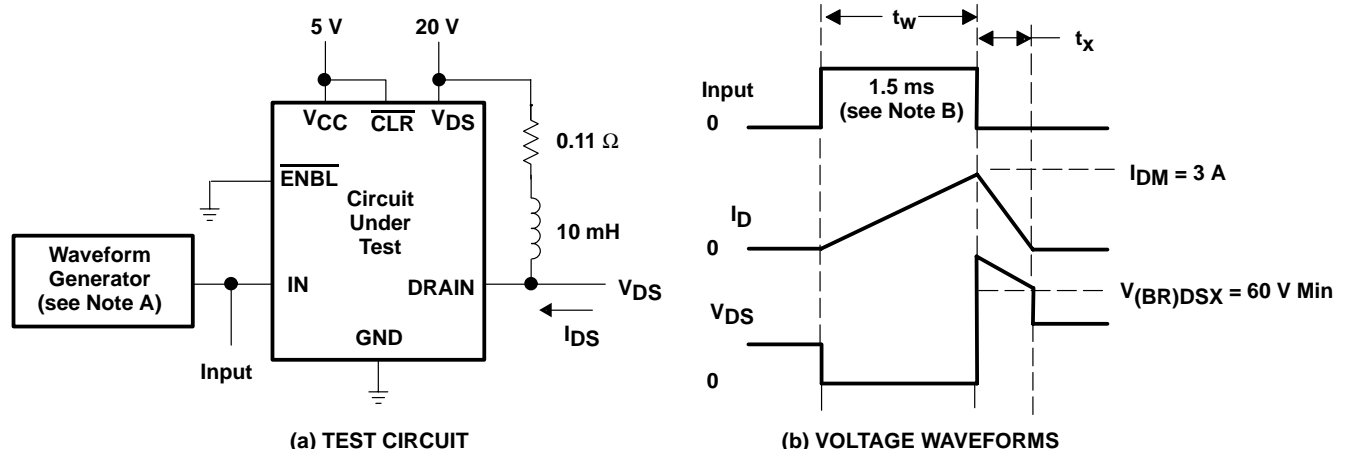 5 V
20 V
VCC
CLR
VDS
0.11 Ω
ENBL
Circuit
Under
Test
10 mH
Waveform
Generator
(see Note A)
IN
DRAIN
VDS
IDS
GND
Input
(a) TEST CIRCUIT
tw
tx
Input
1.5 ms
(see Note B)
0
IDM = 3 A
ID
0
V(BR)DSX = 60 V Min
VDS
0
(b) VOLTAGE WAVEFORMS